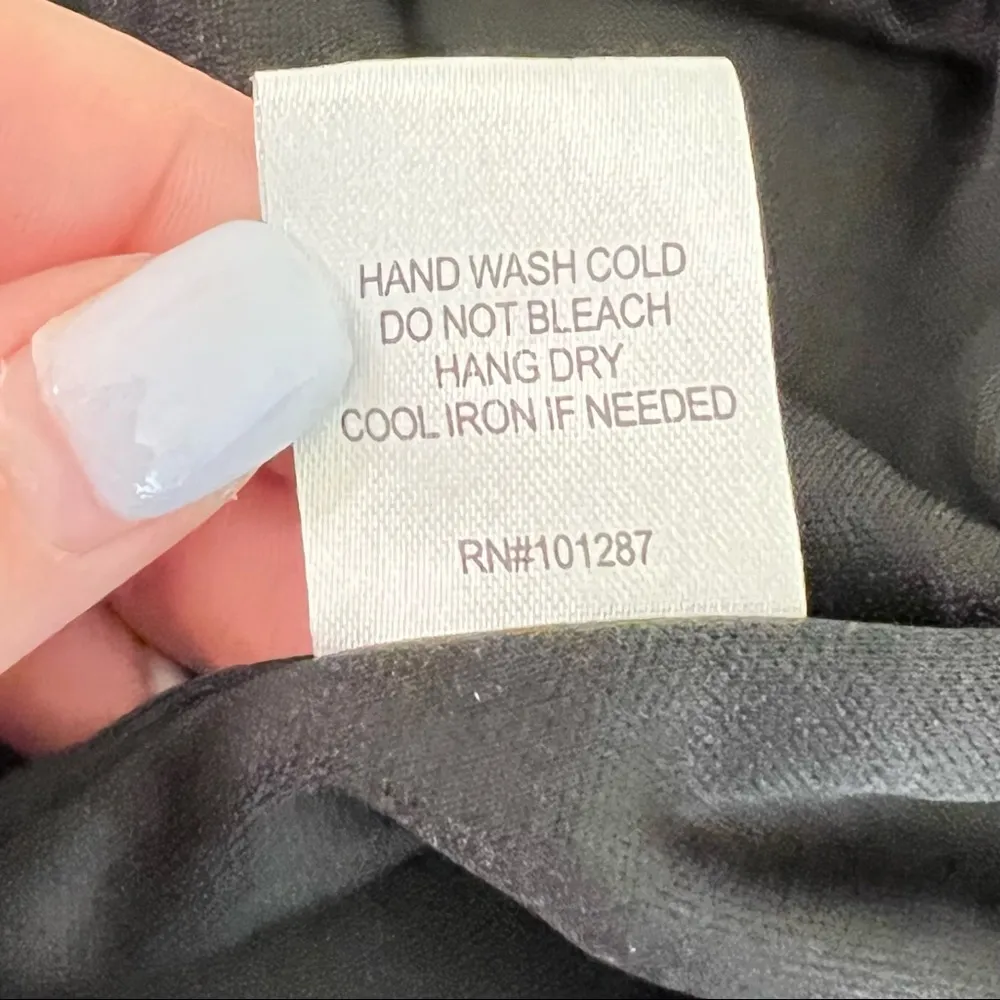 HAND WASH COLD
DO NOT BLEACH
HANG DRY
COOL IRON IF NEEDED
RN#101287